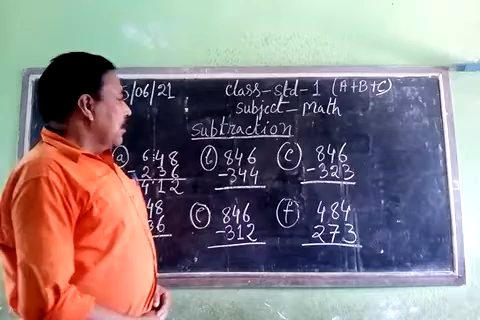 5/06/21 Class-Std-1 (A+B+C)
Subject-Math
Subtraction
(a) 648 (b) 846 (c) 846
-236 -344 -323
412
48 (e) 846 (f) 484
36 -312 273